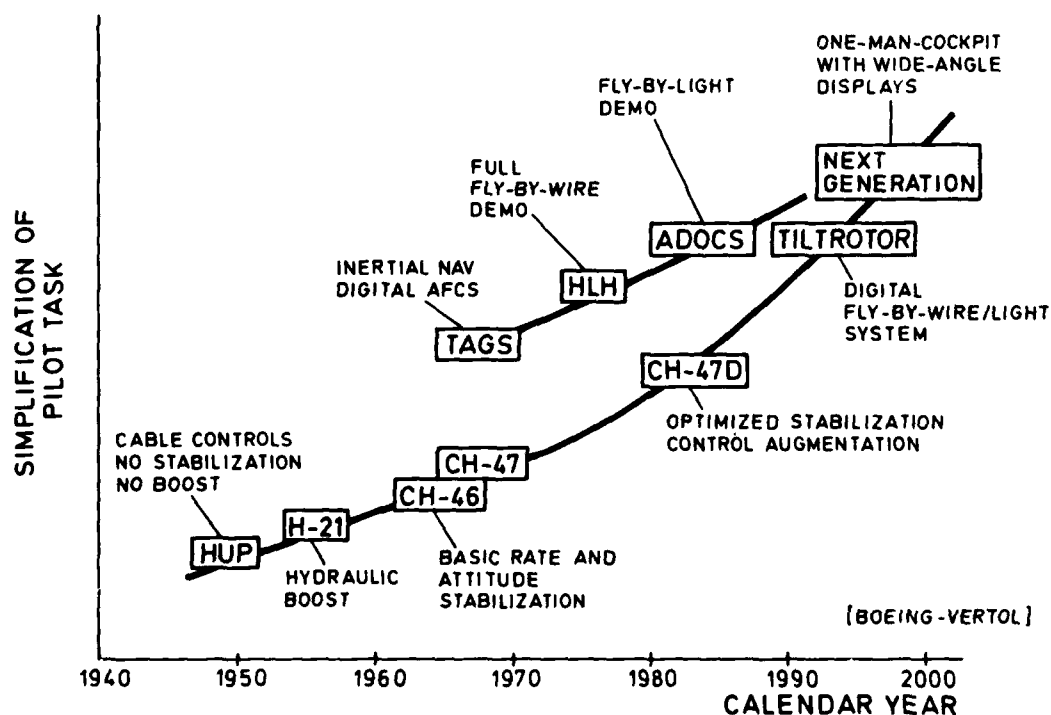 ONE-MAN-COCKPIT
WITH WIDE-ANGLE
DISPLAYS
FLY-BY-LIGHT
DEMO
FULL
FLY-BY-WIRE
DEMO
NEXT
GENERATION
ADOCS
TILTROTOR
INERTIAL NAV
DIGITAL AFCS
HLH
DIGITAL
FLY-BY-WIRE/LIGHT
SYSTEM
TAGS
CH-47D
OPTIMIZED STABILIZATION
CONTROL AUGMENTATION
CABLE CONTROLS
NO STABILIZATION
NO BOOST
CH-47
CH-46
H-21
HUP
HYDRAULIC
BOOST
BASIC RATE AND
ATTITUDE
STABILIZATION
[BOEING-VERTOL]
SIMPLIFICATION OF
PILOT TASK
1940 1950 1960 1970 1980 1990 2000
CALENDAR YEAR